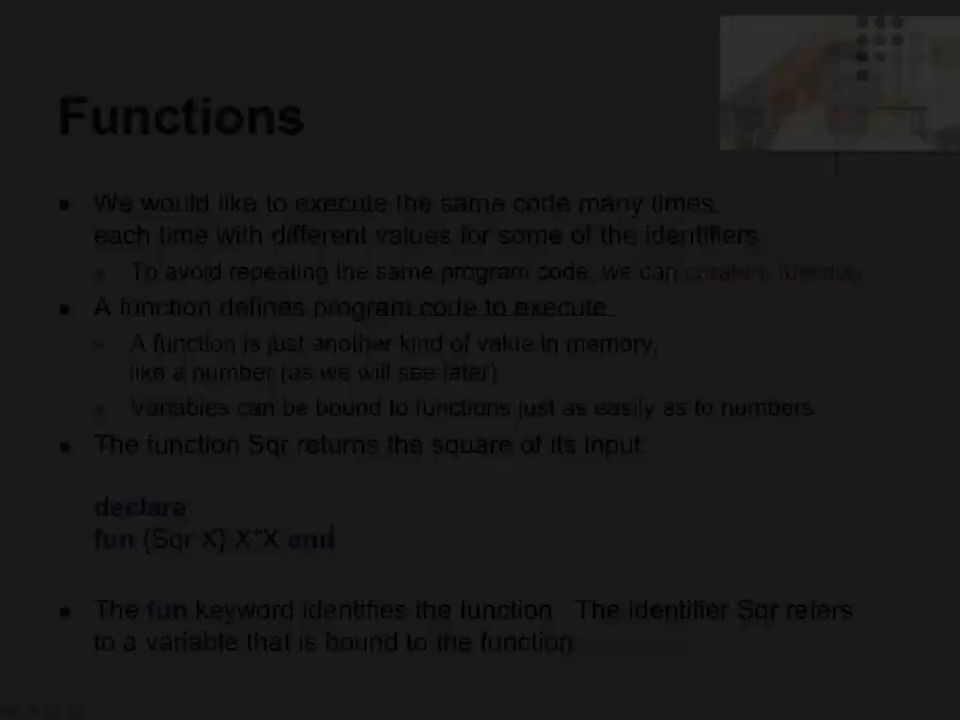 Functions
We would like to execute the same code many times,
each time with different values for some of the identifiers
To avoid repeating the same program code, we can create a function
A function defines program code to execute
A function is just another kind of value in memory,
like a number (as we will see later)
Variables can be bound to functions just as easily as to numbers
The function Sqr returns the square of its input
declare
fun {Sqr X} X*X end
The fun keyword identifies the function. The identifier Sqr refers
to a variable that is bound to the function